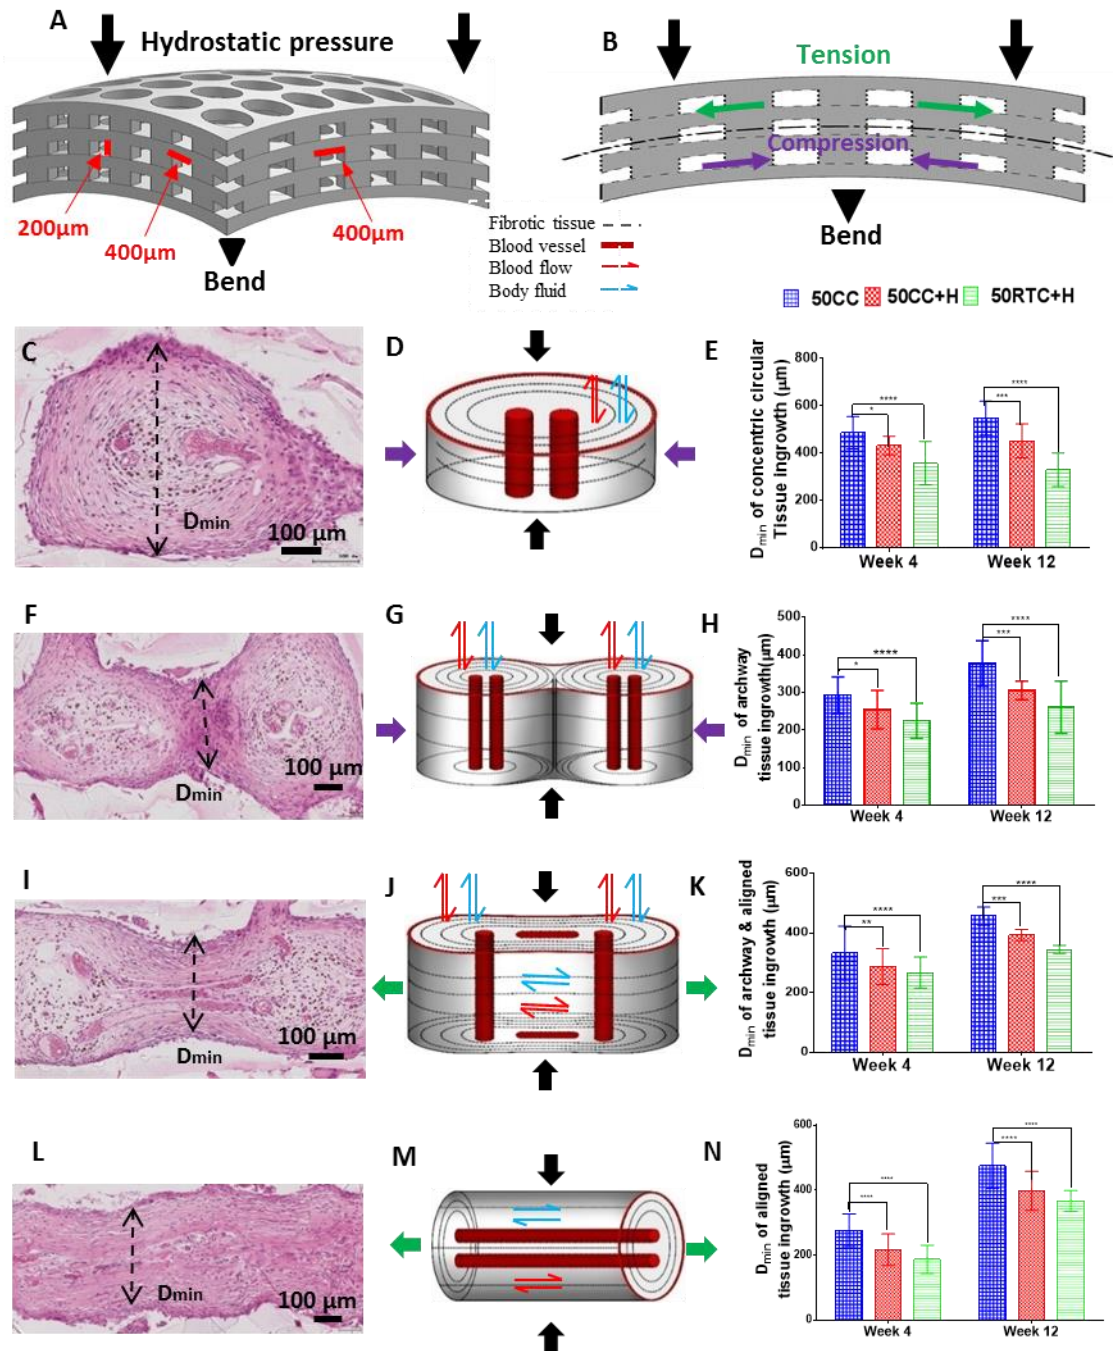 A
Hydrostatic pressure
200µm
400µm
400µm
Bend
B
Tension
Compression
Bend
Fibrotic tissue
Blood vessel
Blood flow
Body fluid
50CC 50CC+H 50RTC+H
C
Dmin
100 µm
D
E
Dmin of concentric circular
Tissue ingrowth (µm)
800
600
400
200
0
* **** *** ****
Week 4 Week 12
F
Dmin
100 µm
G
H
Dmin of archway
tissue ingrowth(µm)
500
400
300
200
100
0
* **** *** ****
Week 4 Week 12
I
Dmin
100 µm
J
K
Dmin of archway & aligned
tissue ingrowth (µm)
600
400
200
0
** **** *** ****
Week 4 Week 12
L
Dmin
100 µm
M
N
Dmin of aligned
tissue ingrowth (µm)
600
400
200
0
**** **** **** ****
Week 4 Week 12